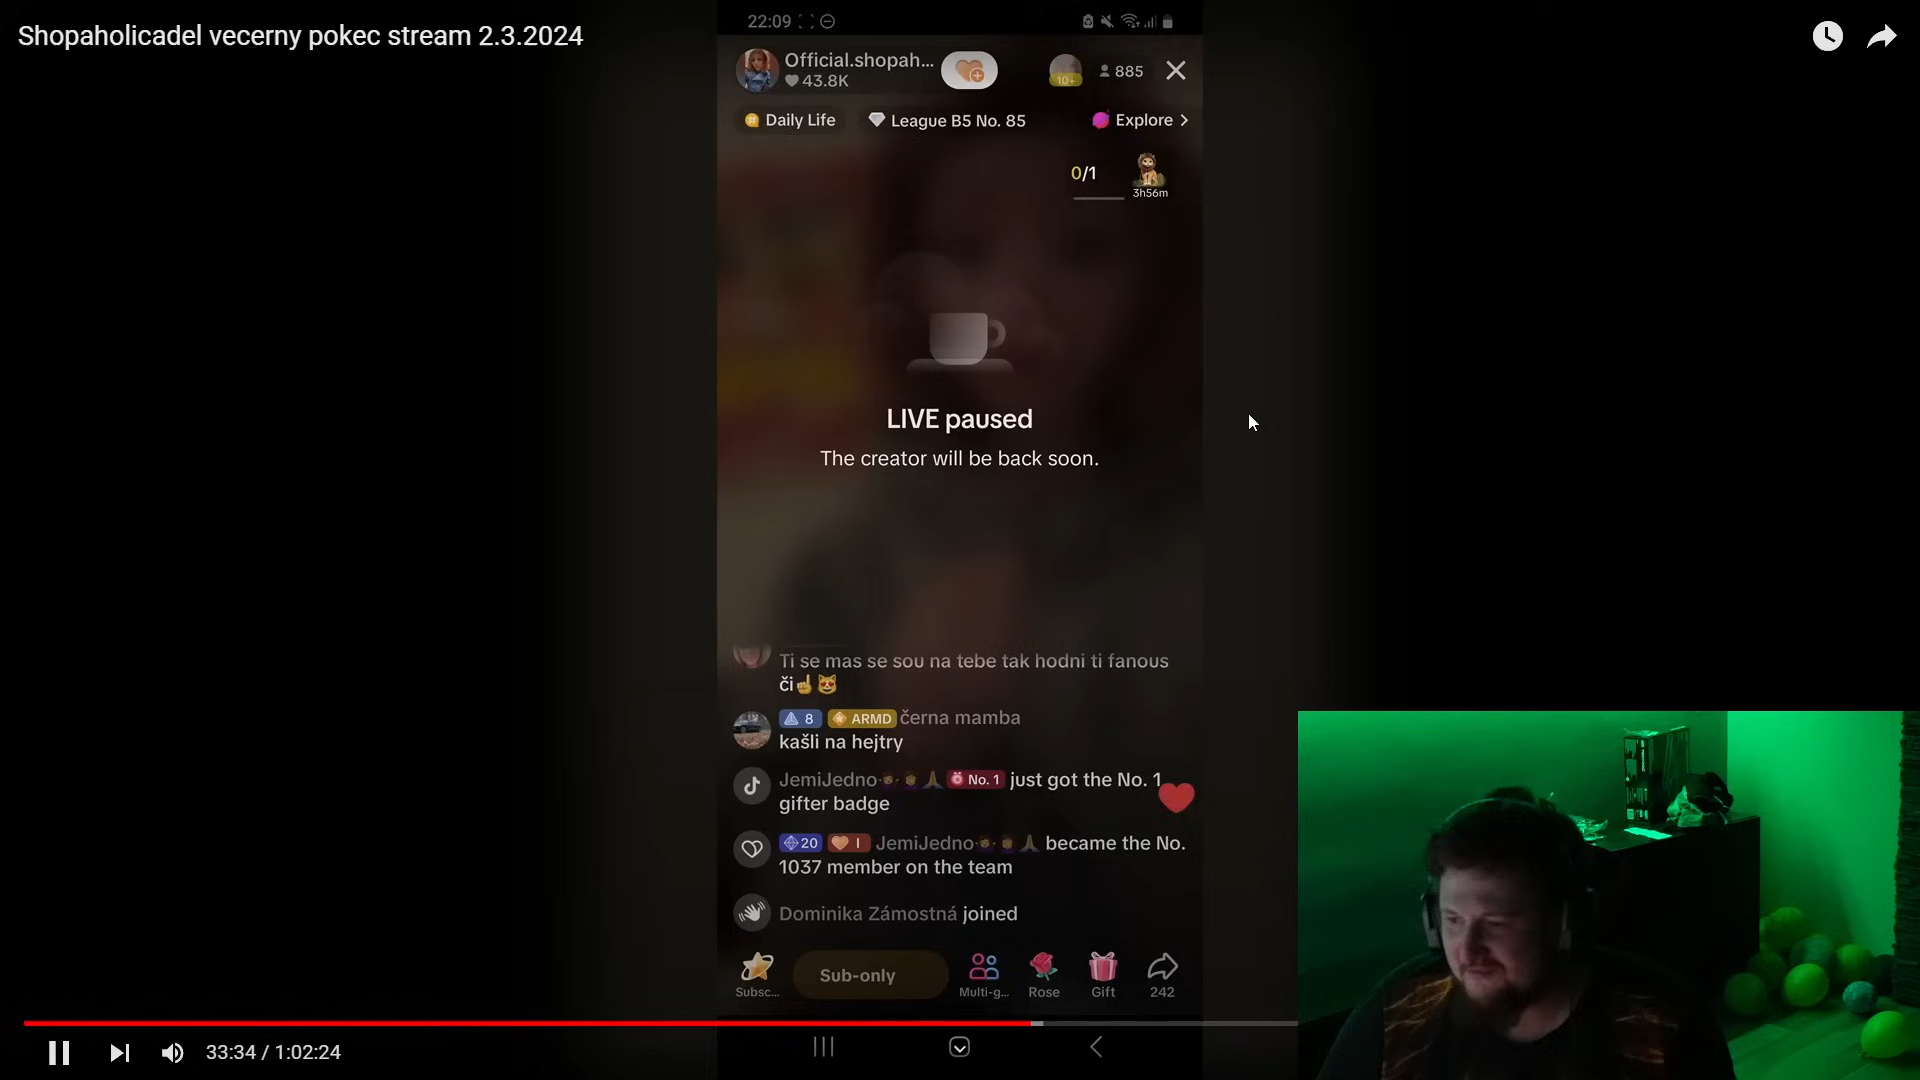 Shopaholicadel vecerny pokec stream 2.3.2024
22:09
Official.shopah...
43.8K
10+
885
Daily Life
League B5 No. 85
Explore >
0/1
3h56m
LIVE paused
The creator will be back soon.
Ti se mas se sou na tebe tak hodni ti fanous
či☝️😻
8 ARMD černa mamba
kašli na hejtry
JemiJedno No. 1 just got the No. 1
gifter badge
20 I JemiJedno became the No.
1037 member on the team
Dominika Zámostná joined
Subsc...
Sub-only
Multi-g...
Rose
Gift
242
33:34 / 1:02:24